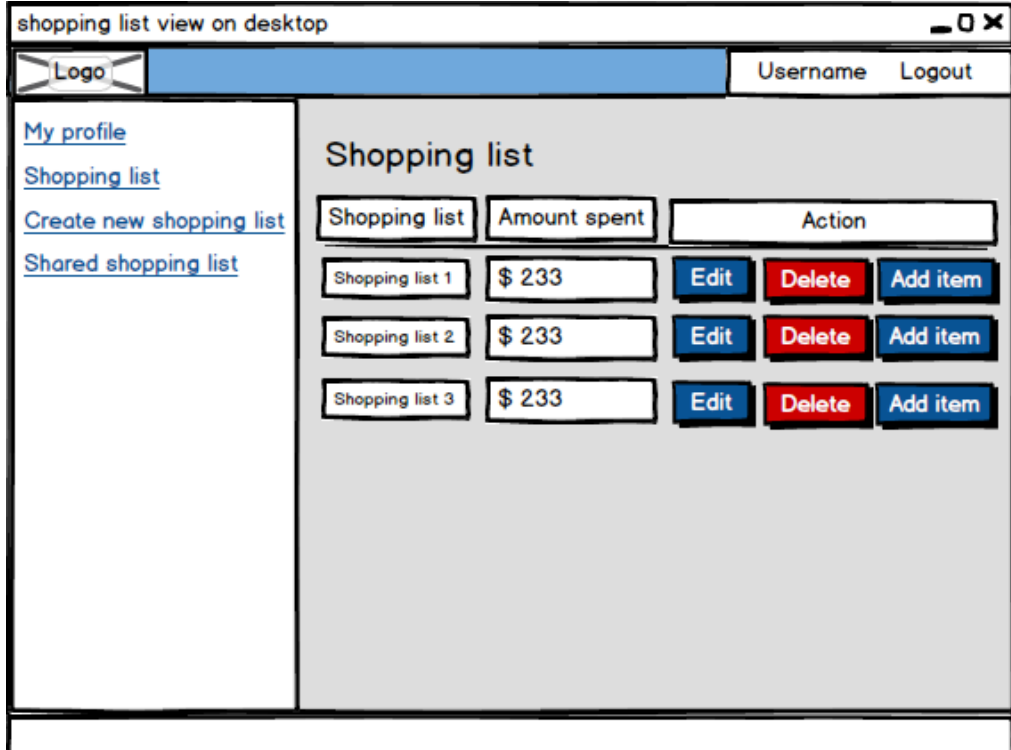 shopping list view on desktop
Logo Username Logout
My profile
Shopping list
Create new shopping list
Shared shopping list
Shopping list
Shopping list Amount spent Action
Shopping list 1 $ 233 Edit Delete Add item
Shopping list 2 $ 233 Edit Delete Add item
Shopping list 3 $ 233 Edit Delete Add item